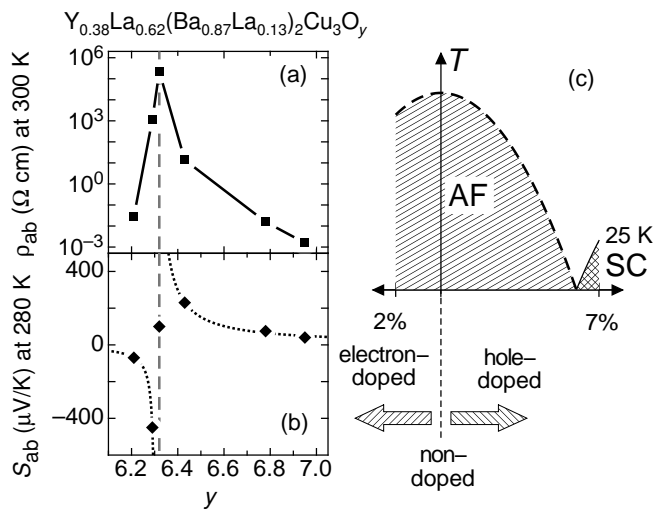 Y0.38La0.62(Ba0.87La0.13)2Cu3Oy
ρab (Ω cm) at 300 K
10^6
10^3
10^0
10^−3
(a)
Sab (μV/K) at 280 K
400
0
−400
(b)
6.2 6.4 6.6 6.8 7.0
y
T
(c)
AF
25 K
SC
2%
7%
electron–
doped
hole–
doped
non–
doped